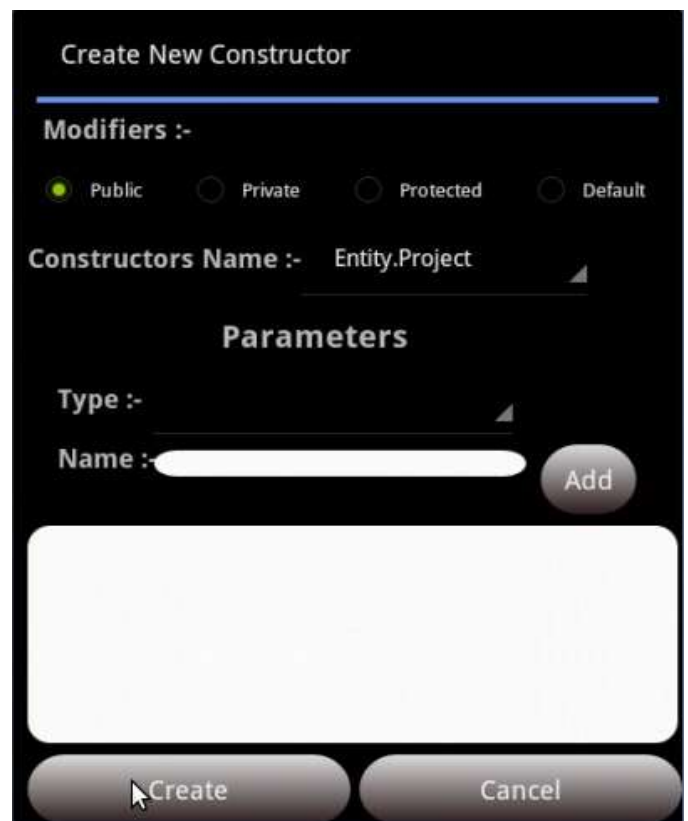 Create New Constructor
Modifiers :-
Public Private Protected Default
Constructors Name :- Entity.Project
Parameters
Type :-
Name :-
Add
Create Cancel